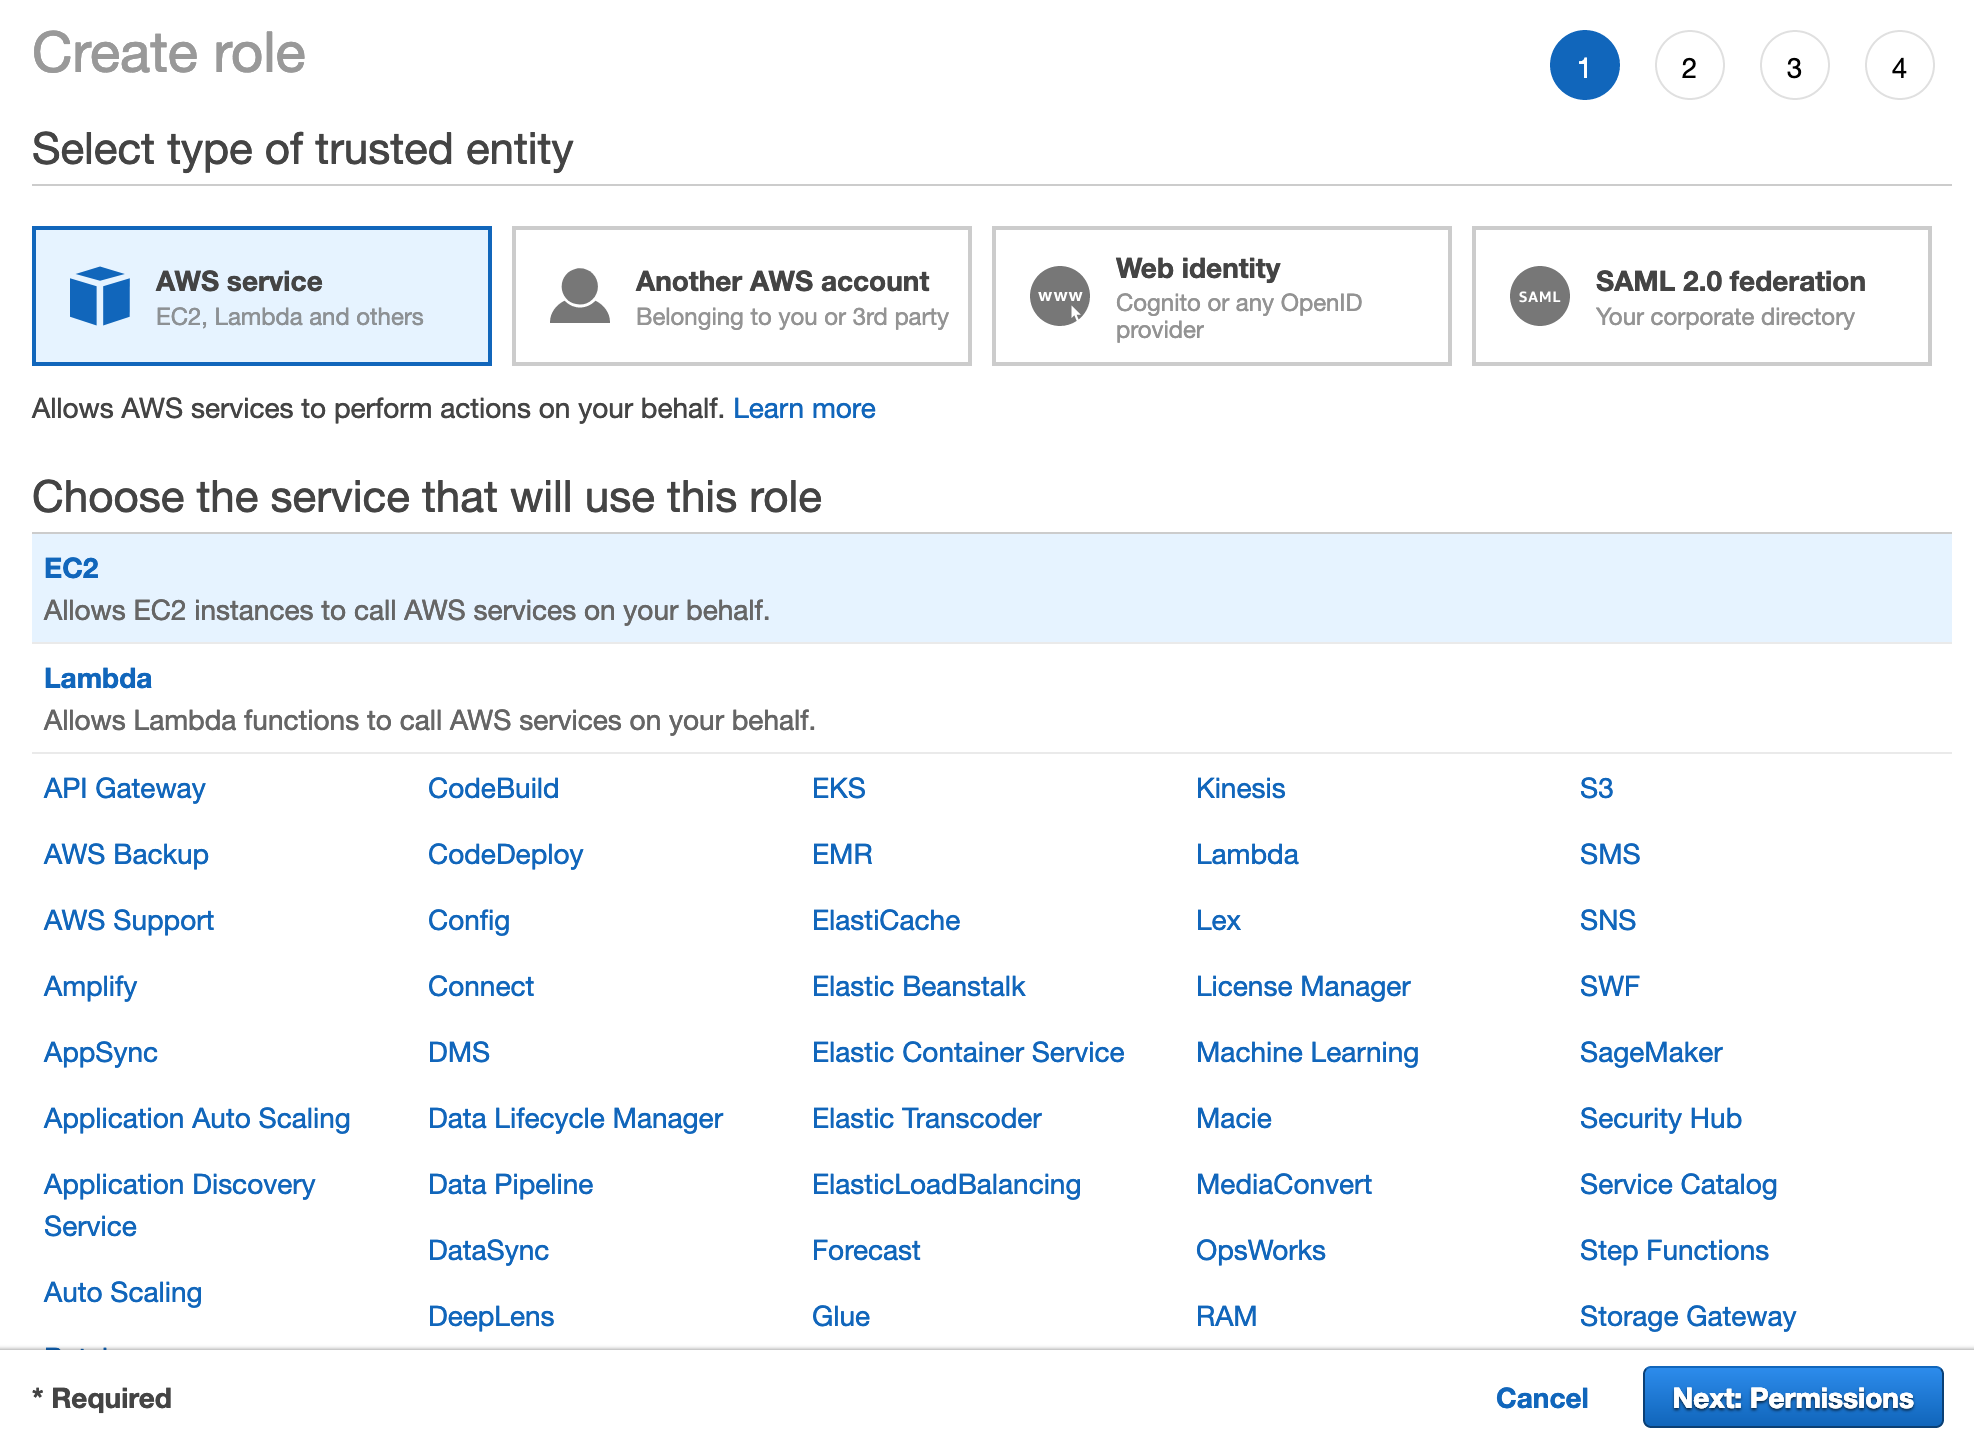 Create role
1 2 3 4
Select type of trusted entity
AWS service
EC2, Lambda and others
Another AWS account
Belonging to you or 3rd party
www
Web identity
Cognito or any OpenID
provider
SAML
SAML 2.0 federation
Your corporate directory
Allows AWS services to perform actions on your behalf. Learn more
Choose the service that will use this role
EC2
Allows EC2 instances to call AWS services on your behalf.
Lambda
Allows Lambda functions to call AWS services on your behalf.
API Gateway
AWS Backup
AWS Support
Amplify
AppSync
Application Auto Scaling
Application Discovery
Service
Auto Scaling
CodeBuild
CodeDeploy
Config
Connect
DMS
Data Lifecycle Manager
Data Pipeline
DataSync
DeepLens
EKS
EMR
ElastiCache
Elastic Beanstalk
Elastic Container Service
Elastic Transcoder
ElasticLoadBalancing
Forecast
Glue
Kinesis
Lambda
Lex
License Manager
Machine Learning
Macie
MediaConvert
OpsWorks
RAM
S3
SMS
SNS
SWF
SageMaker
Security Hub
Service Catalog
Step Functions
Storage Gateway
* Required
Cancel
Next: Permissions